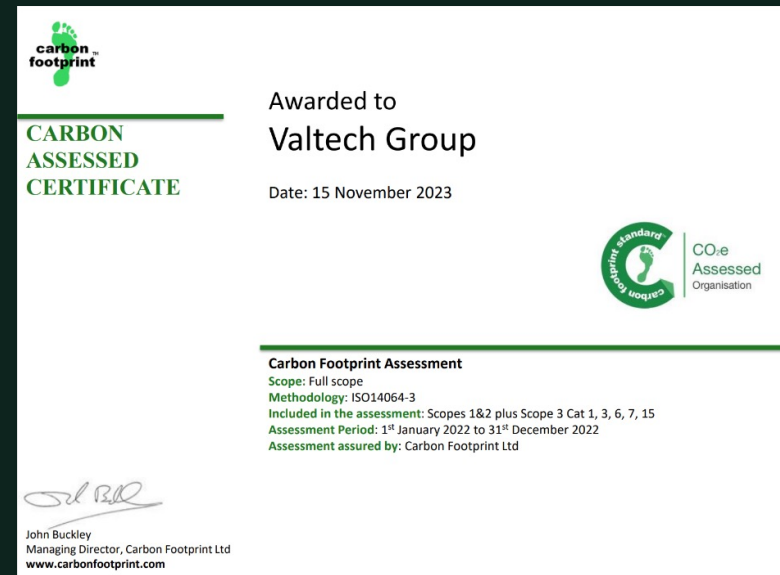 carbon ™
footprint
CARBON
ASSESSED
CERTIFICATE
Awarded to
Valtech Group
Date: 15 November 2023
carbon footprint standard™
CO₂e
Assessed
Organisation
Carbon Footprint Assessment
Scope: Full scope
Methodology: ISO14064-3
Included in the assessment: Scopes 1&2 plus Scope 3 Cat 1, 3, 6, 7, 15
Assessment Period: 1st January 2022 to 31st December 2022
Assessment assured by: Carbon Footprint Ltd
John Buckley
Managing Director, Carbon Footprint Ltd
www.carbonfootprint.com